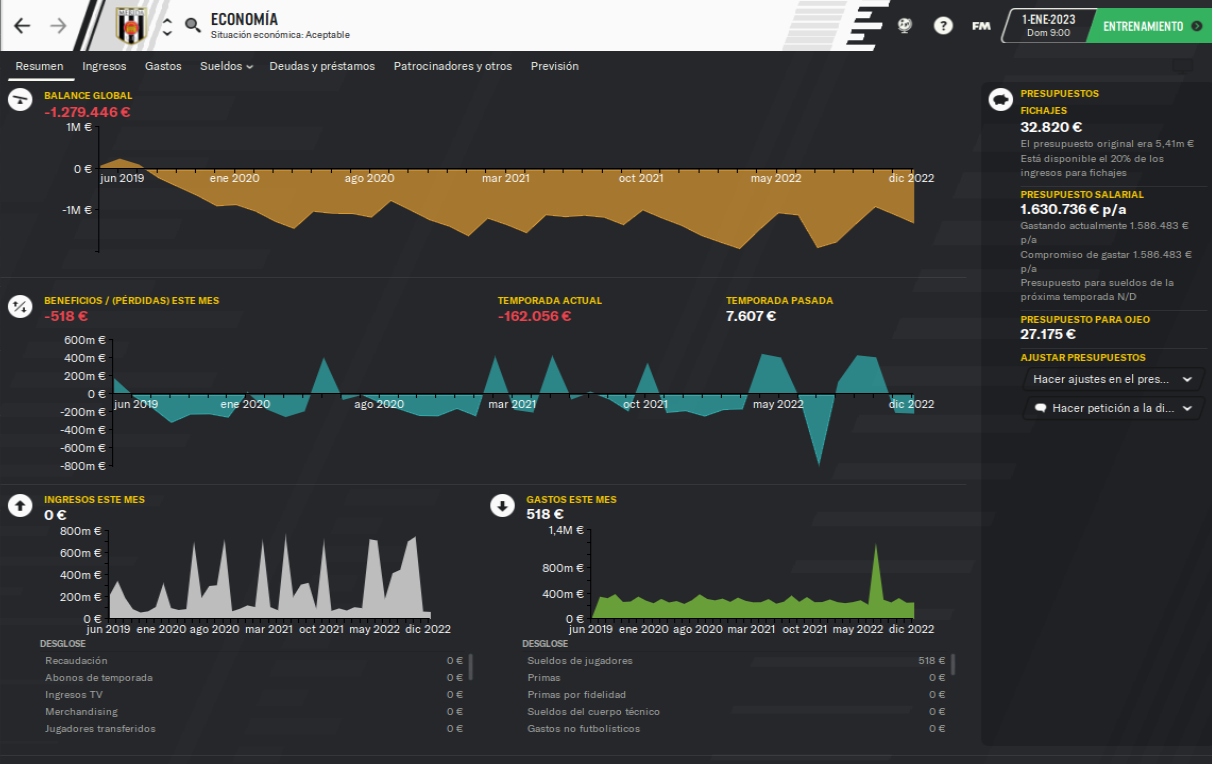 ECONOMÍA
Situación económica: Aceptable
?
FM
1-ENE-2023
Dom 9:00
ENTRENAMIENTO
Resumen Ingresos Gastos Sueldos Deudas y préstamos Patrocinadores y otros Previsión
BALANCE GLOBAL
-1.279.446 €
1M €
0 €
-1M €
jun 2019 ene 2020 ago 2020 mar 2021 oct 2021 may 2022 dic 2022
BENEFICIOS / (PÉRDIDAS) ESTE MES
-518 €
TEMPORADA ACTUAL
-162.056 €
TEMPORADA PASADA
7.607 €
600m €
400m €
200m €
0 €
-200m €
-400m €
-600m €
-800m €
jun 2019 ene 2020 ago 2020 mar 2021 oct 2021 may 2022 dic 2022
INGRESOS ESTE MES
0 €
800m €
600m €
400m €
200m €
0 €
jun 2019 ene 2020 ago 2020 mar 2021 oct 2021 may 2022 dic 2022
DESGLOSE
Recaudación 0 €
Abonos de temporada 0 €
Ingresos TV 0 €
Merchandising 0 €
Jugadores transferidos 0 €
GASTOS ESTE MES
518 €
1,4M €
800m €
400m €
0 €
jun 2019 ene 2020 ago 2020 mar 2021 oct 2021 may 2022 dic 2022
DESGLOSE
Sueldos de jugadores 518 €
Primas 0 €
Primas por fidelidad 0 €
Sueldos del cuerpo técnico 0 €
Gastos no futbolísticos 0 €
PRESUPUESTOS
FICHAJES
32.820 €
El presupuesto original era 5,41m €
Está disponible el 20% de los
ingresos para fichajes
PRESUPUESTO SALARIAL
1.630.736 € p/a
Gastando actualmente 1.586.483 €
p/a
Compromiso de gastar 1.586.483 €
p/a
Presupuesto para sueldos de la
próxima temporada N/D
PRESUPUESTO PARA OJEO
27.175 €
AJUSTAR PRESUPUESTOS
Hacer ajustes en el pres...
Hacer petición a la di...